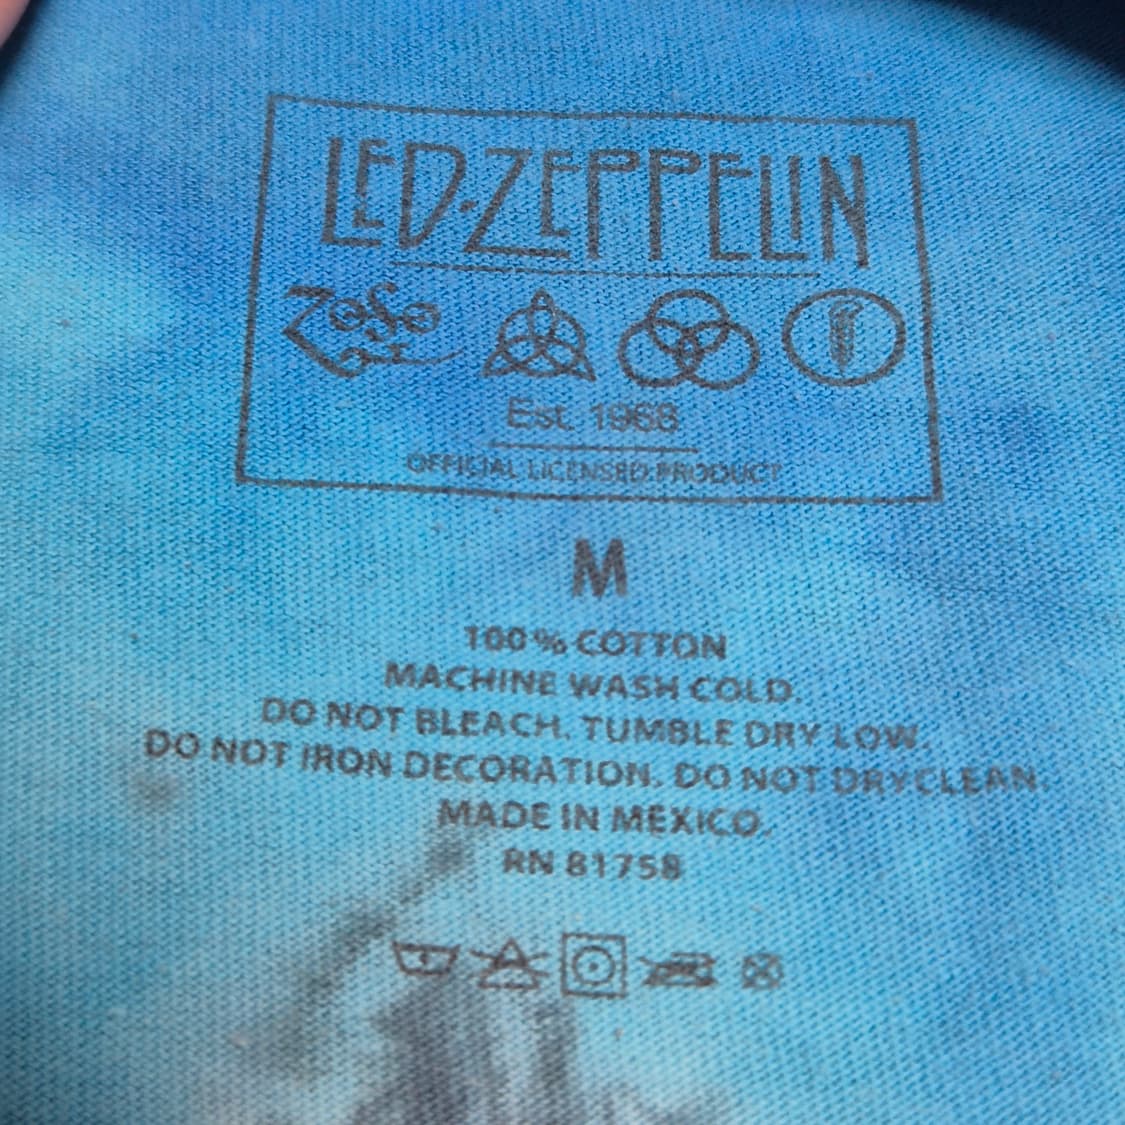 LED-ZEPPELIN
ZOSO
Est. 1968
OFFICIAL LICENSED PRODUCT
M
100% COTTON
MACHINE WASH COLD.
DO NOT BLEACH. TUMBLE DRY LOW.
DO NOT IRON DECORATION. DO NOT DRYCLEAN.
MADE IN MEXICO.
RN 81758